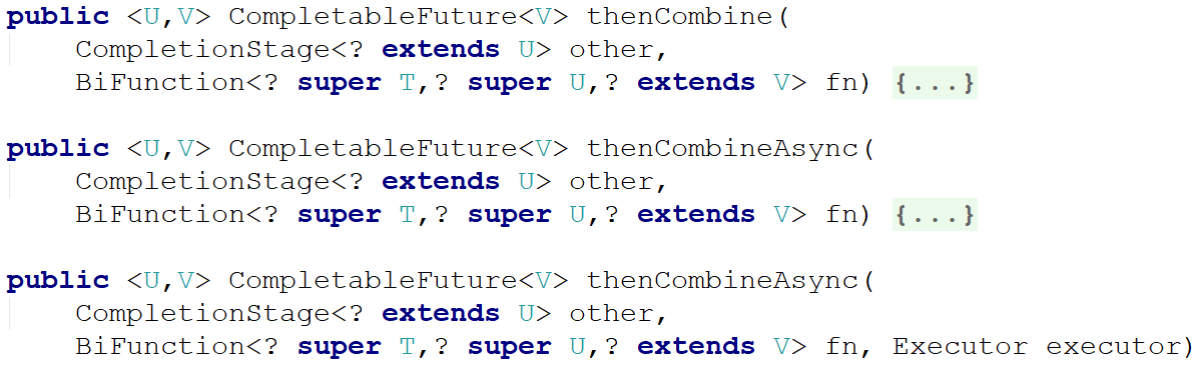 public <U,V> CompletableFuture<V> thenCombine(
CompletionStage<? extends U> other,
BiFunction<? super T,? super U,? extends V> fn) {...}
public <U,V> CompletableFuture<V> thenCombineAsync(
CompletionStage<? extends U> other,
BiFunction<? super T,? super U,? extends V> fn) {...}
public <U,V> CompletableFuture<V> thenCombineAsync(
CompletionStage<? extends U> other,
BiFunction<? super T,? super U,? extends V> fn, Executor executor)